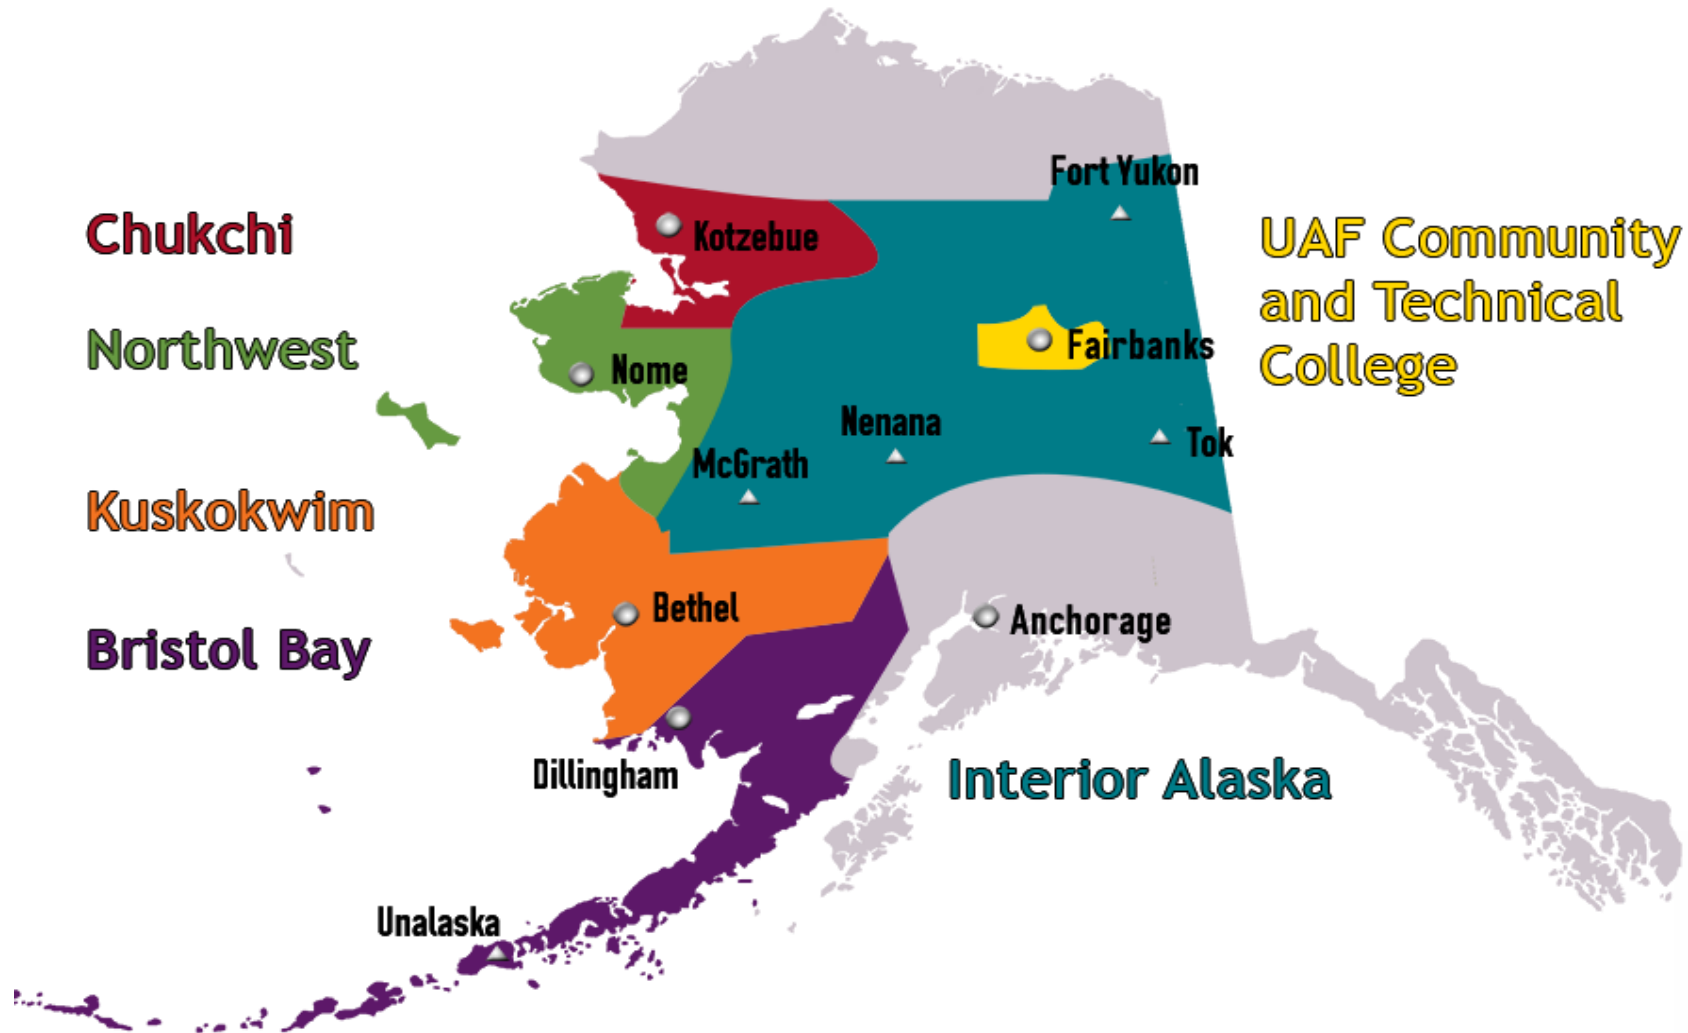 Fort Yukon
Chukchi
Kotzebue
UAF Community
and Technical
College
Northwest
Nome
Fairbanks
Nenana
Tok
McGrath
Kuskokwim
Bethel
Anchorage
Bristol Bay
Dillingham
Interior Alaska
Unalaska